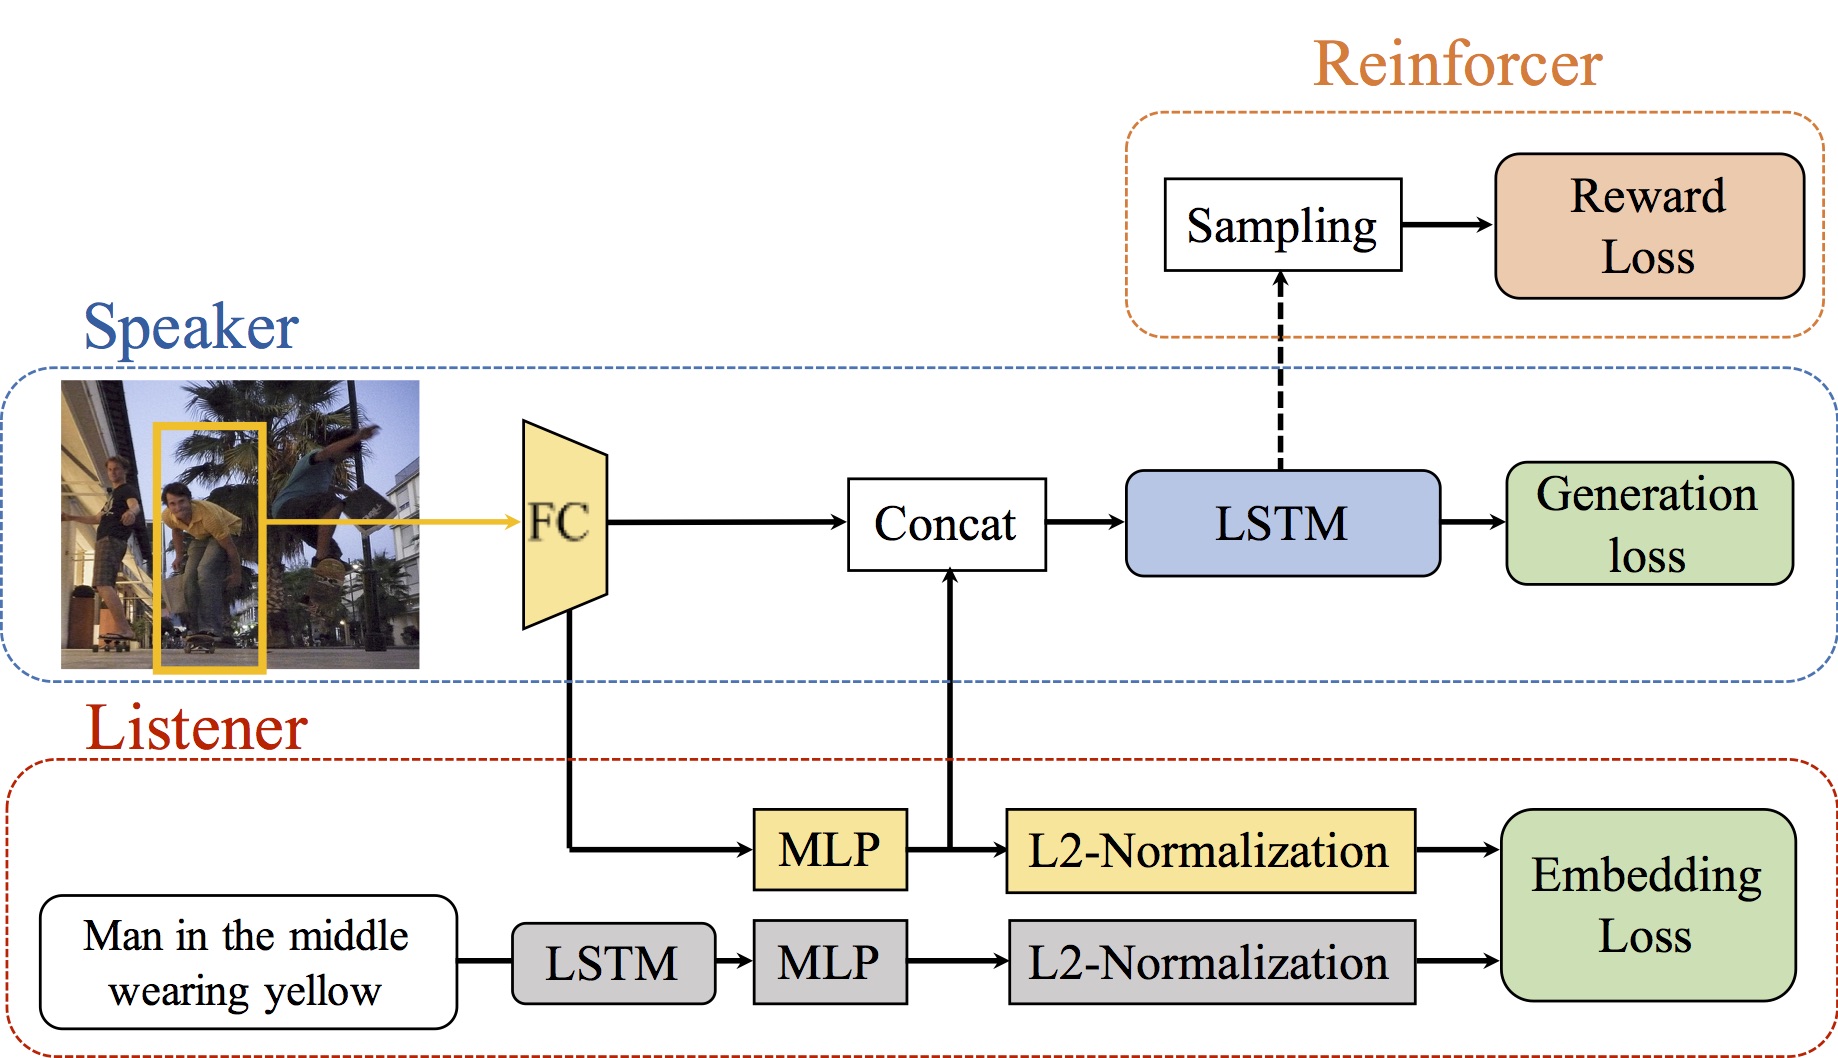 Reinforcer
Sampling
Reward
Loss
Speaker
FC
Concat
LSTM
Generation
loss
Listener
MLP
L2-Normalization
Embedding
Loss
Man in the middle
wearing yellow
LSTM
MLP
L2-Normalization